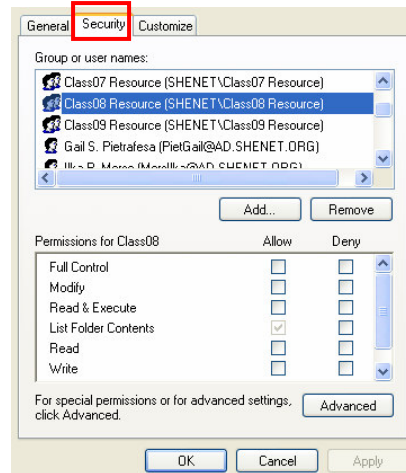 General Security Customize
Group or user names:
Class07 Resource (SHENET\Class07 Resource)
Class08 Resource (SHENET\Class08 Resource)
Class09 Resource (SHENET\Class09 Resource)
Gail S. Pietrafesa (PietGail@AD.SHENET.ORG)
Add... Remove
Permissions for Class08 Allow Deny
Full Control
Modify
Read & Execute
List Folder Contents
Read
Write
For special permissions or for advanced settings, Advanced
click Advanced.
OK Cancel Apply